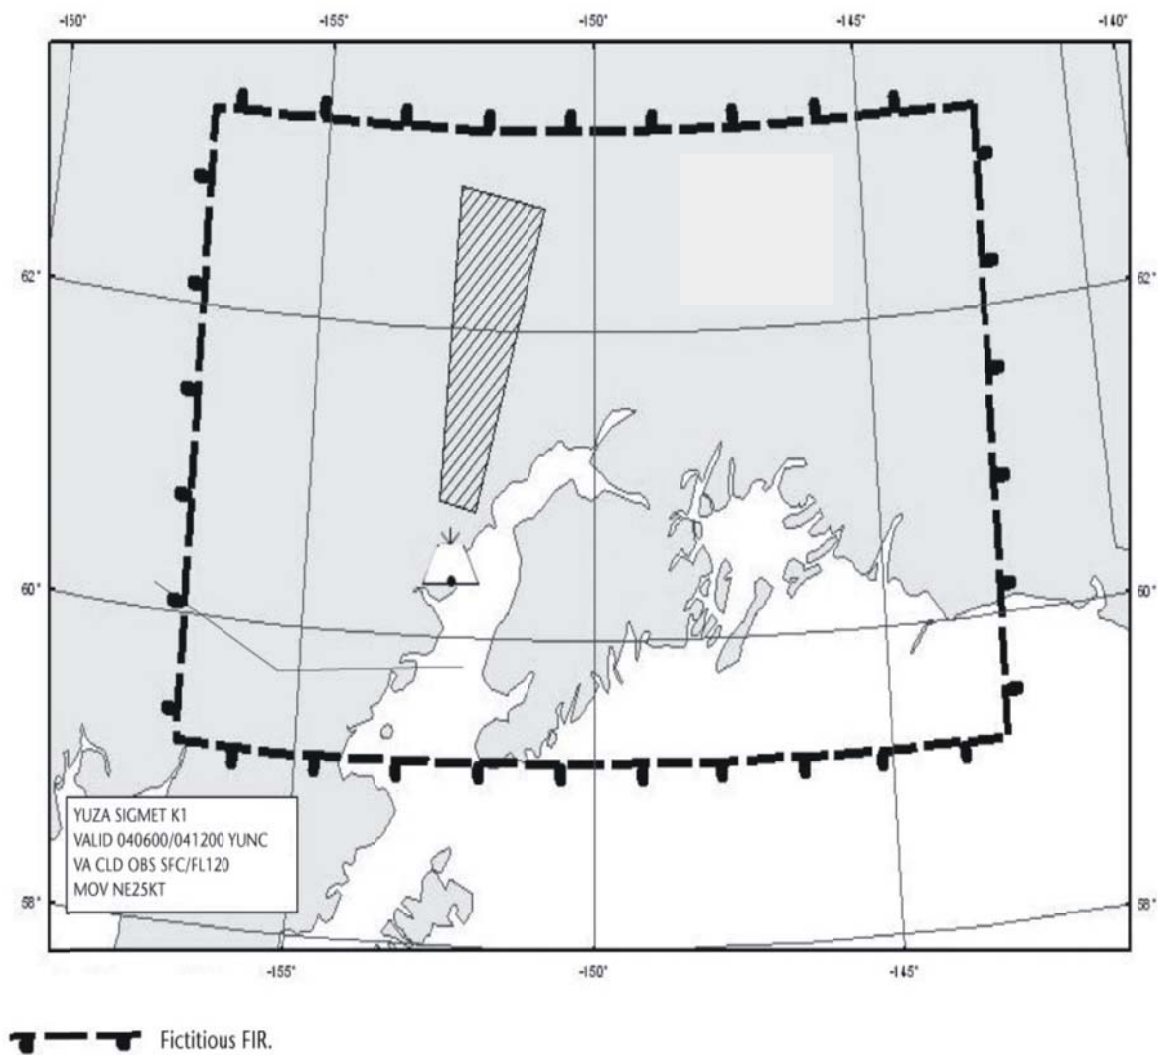 -160° -155° -150° -145° -140°
62° 62°
60° 60°
YUZA SIGMET K1
VALID 040600/041200 YUNC
VA CLD OBS SFC/FL120
MOV NE25KT
58° 58°
-155° -150° -145°
Fictitious FIR.